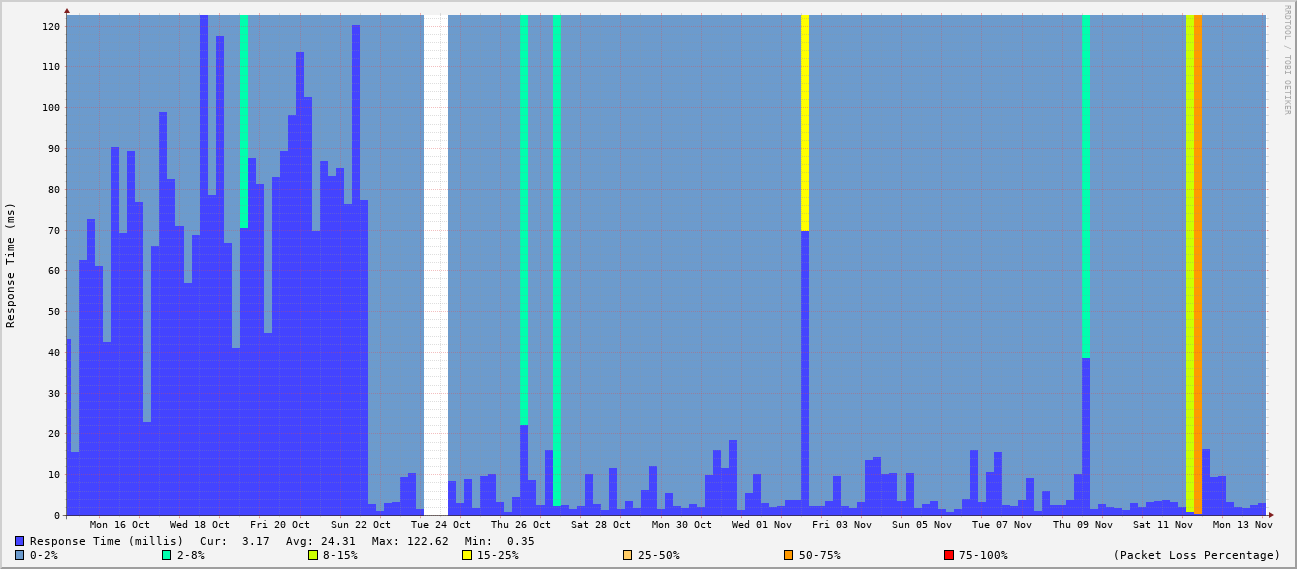 RRDTOOL / TOBI OETIKER
Response Time (ms)
120
110
100
90
80
70
60
50
40
30
20
10
0
Mon 16 Oct Wed 18 Oct Fri 20 Oct Sun 22 Oct Tue 24 Oct Thu 26 Oct Sat 28 Oct Mon 30 Oct Wed 01 Nov Fri 03 Nov Sun 05 Nov Tue 07 Nov Thu 09 Nov Sat 11 Nov Mon 13 Nov
Response Time (millis) Cur: 3.17 Avg: 24.31 Max: 122.62 Min: 0.35
0-2% 2-8% 8-15% 15-25% 25-50% 50-75% 75-100% (Packet Loss Percentage)